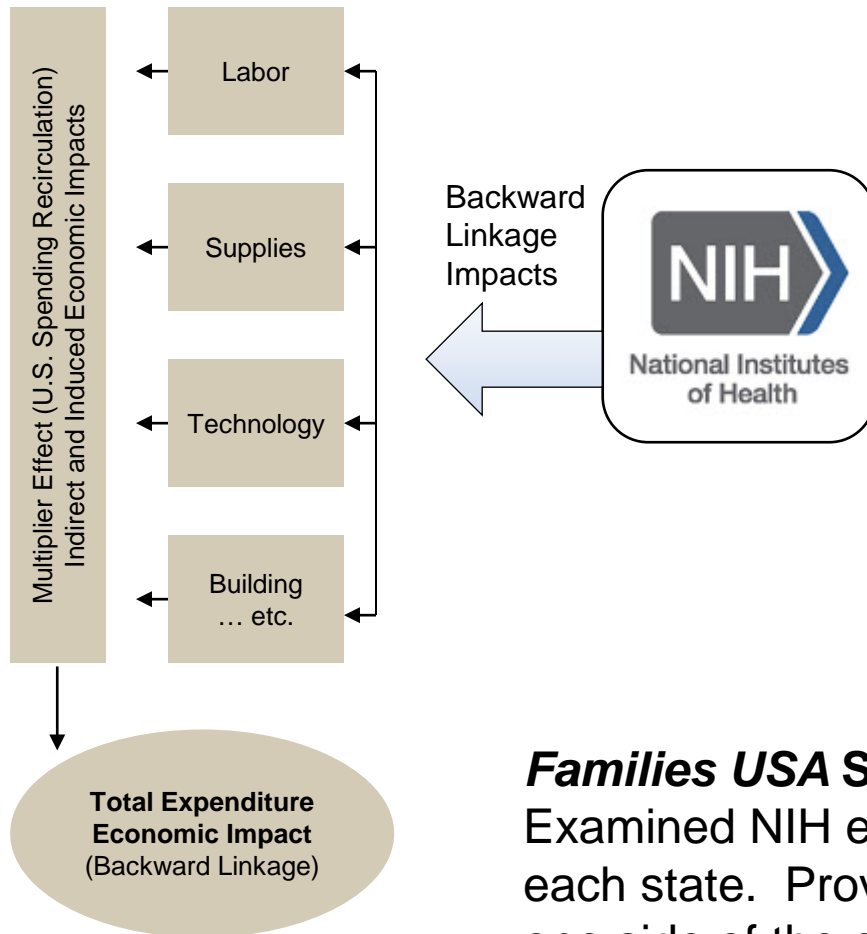 Multiplier Effect (U.S. Spending Recirculation)
Indirect and Induced Economic Impacts
Labor
Supplies
Technology
Building
… etc.
Backward
Linkage
Impacts
NIH
National Institutes
of Health
Total Expenditure
Economic Impact
(Backward Linkage)
Families USA
Examined NIH
each state. Prov